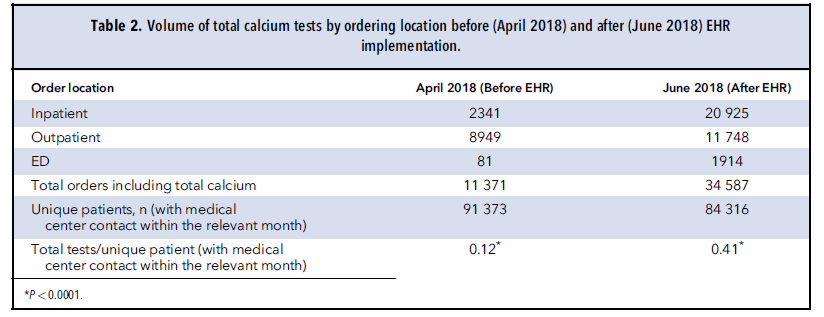 Table 2. Volume of total calcium tests by ordering location before (April 2018) and after (June 2018) EHR
implementation.
Order location April 2018 (Before EHR) June 2018 (After EHR)
Inpatient 2341 20 925
Outpatient 8949 11 748
ED 81 1914
Total orders including total calcium 11 371 34 587
Unique patients, n (with medical 91 373 84 316
center contact within the relevant month)
Total tests/unique patient (with medical 0.12* 0.41*
center contact within the relevant month)
*P < 0.0001.